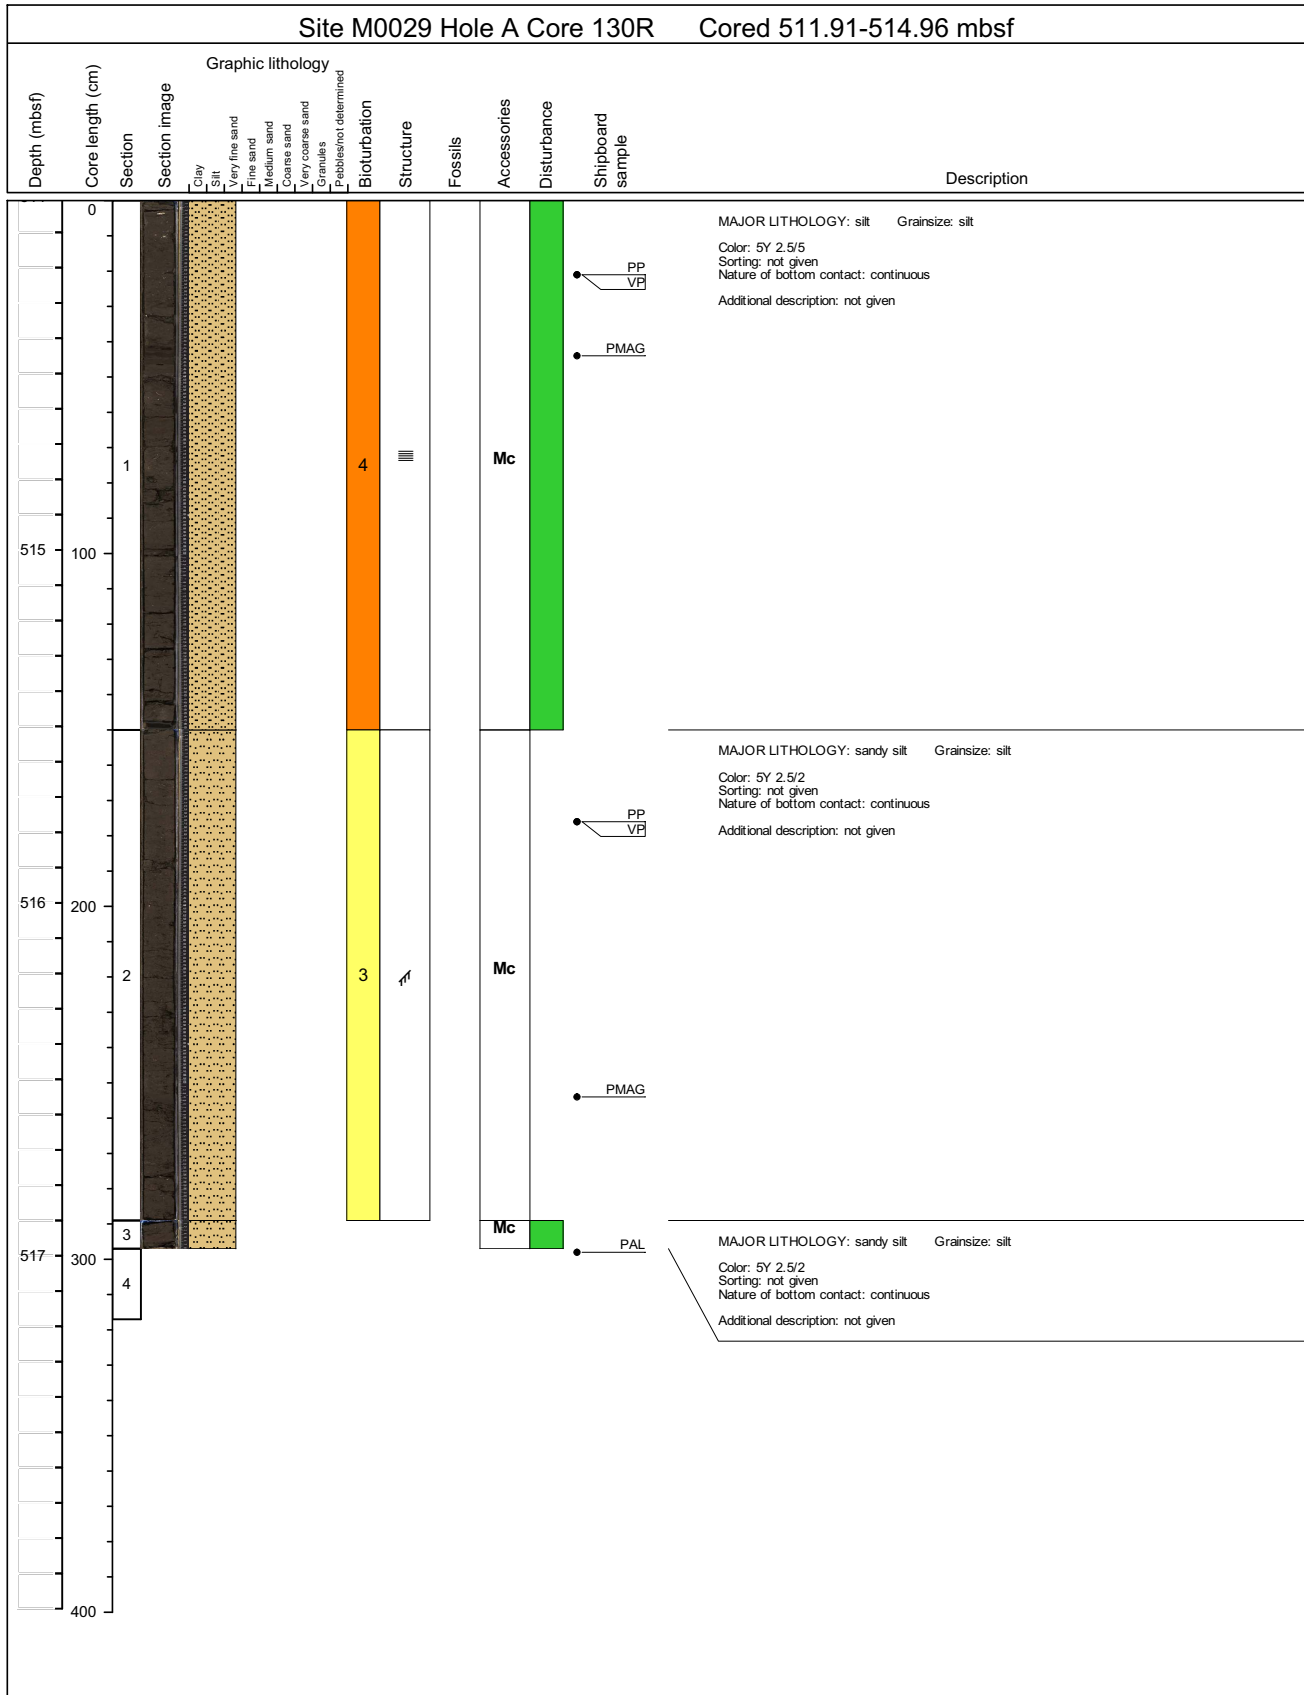 Site M0029 Hole A Core 130R Cored 511.91-514.96 mbsf
Graphic lithology
Depth (mbsf)
Core length (cm)
Section
Section image
Clay
Silt
Very fine sand
Fine sand
Medium sand
Coarse sand
Very coarse sand
Granules
Pebbles/not determined
Bioturbation
Structure
Fossils
Accessories
Disturbance
Shipboard
sample
Description
0
MAJOR LITHOLOGY: silt Grainsize: silt
Color: 5Y 2.5/5
Sorting: not given
Nature of bottom contact: continuous
Additional description: not given
PP
VP
PMAG
1
4
Mc
515
100
MAJOR LITHOLOGY: sandy silt Grainsize: silt
Color: 5Y 2.5/2
Sorting: not given
Nature of bottom contact: continuous
Additional description: not given
PP
VP
516
200
2
3
Mc
PMAG
3
Mc
PAL
MAJOR LITHOLOGY: sandy silt Grainsize: silt
Color: 5Y 2.5/2
Sorting: not given
Nature of bottom contact: continuous
Additional description: not given
517
300
4
400